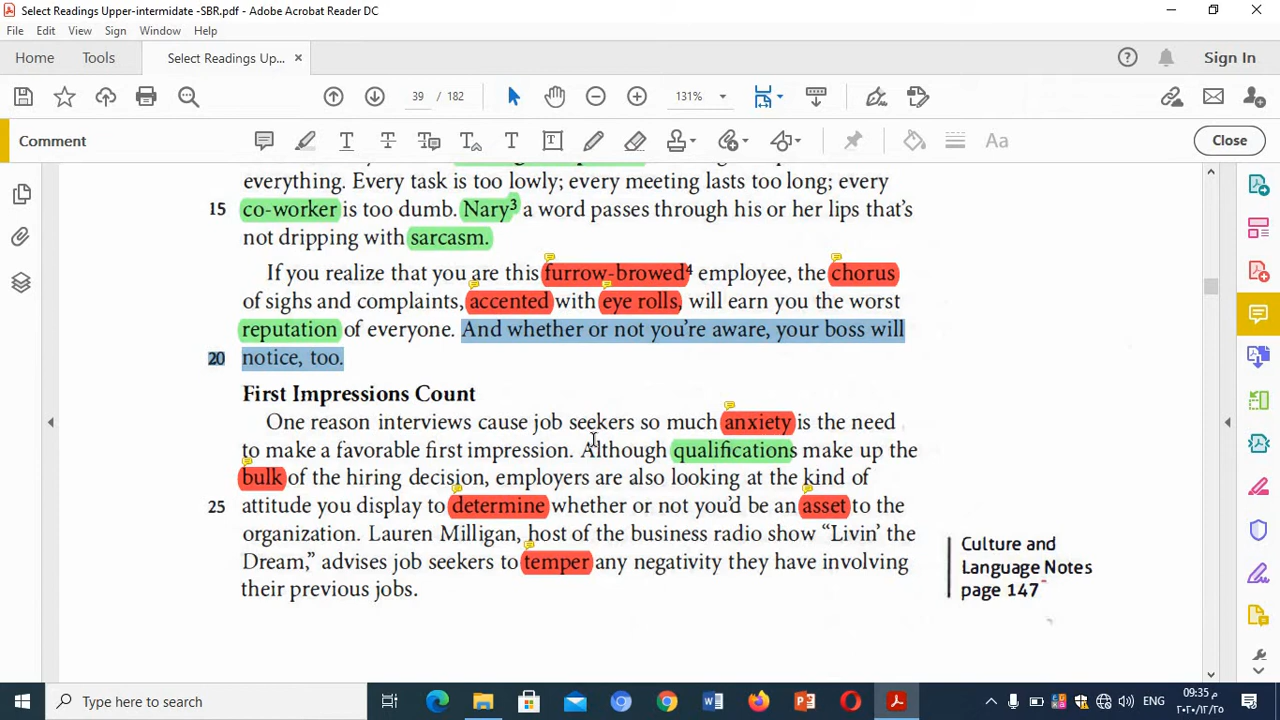 Select Readings Upper-intermidate -SBR.pdf - Adobe Acrobat Reader DC
File Edit View Sign Window Help
Home Tools Select Readings Up... × Sign In
39 / 182 131%
Comment Close
everything. Every task is too lowly; every meeting lasts too long; every
15 co-worker is too dumb. Nary³ a word passes through his or her lips that's
not dripping with sarcasm.
If you realize that you are this furrow-browed⁴ employee, the chorus
of sighs and complaints, accented with eye rolls, will earn you the worst
reputation of everyone. And whether or not you're aware, your boss will
20 notice, too.
First Impressions Count
One reason interviews cause job seekers so much anxiety is the need
to make a favorable first impression. Although qualifications make up the
bulk of the hiring decision, employers are also looking at the kind of
25 attitude you display to determine whether or not you'd be an asset to the
organization. Lauren Milligan, host of the business radio show “Livin' the
Dream,” advises job seekers to temper any negativity they have involving
their previous jobs.
Culture and
Language Notes
page 147
Type here to search
ENG
09:35 م
٢٠٢٠/١٢/٢٥